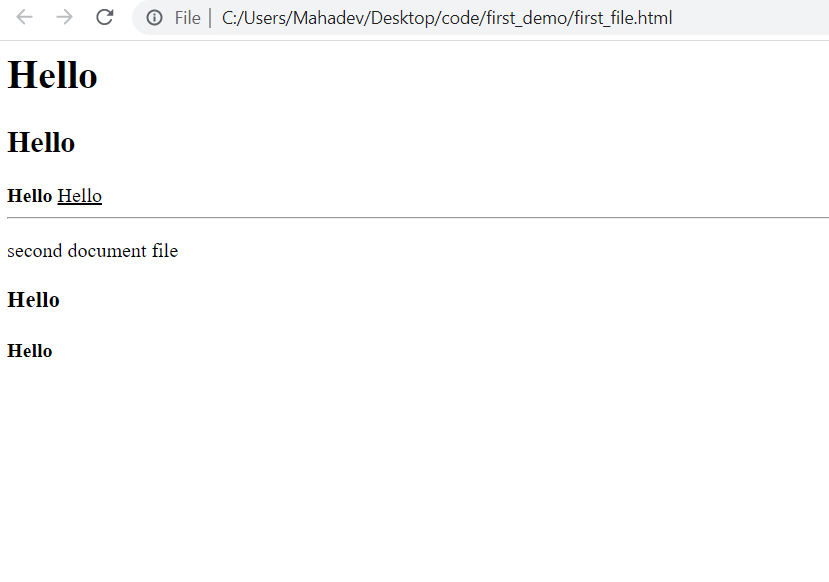 File | C:/Users/Mahadev/Desktop/code/first_demo/first_file.html
Hello
Hello
Hello Hello
second document file
Hello
Hello